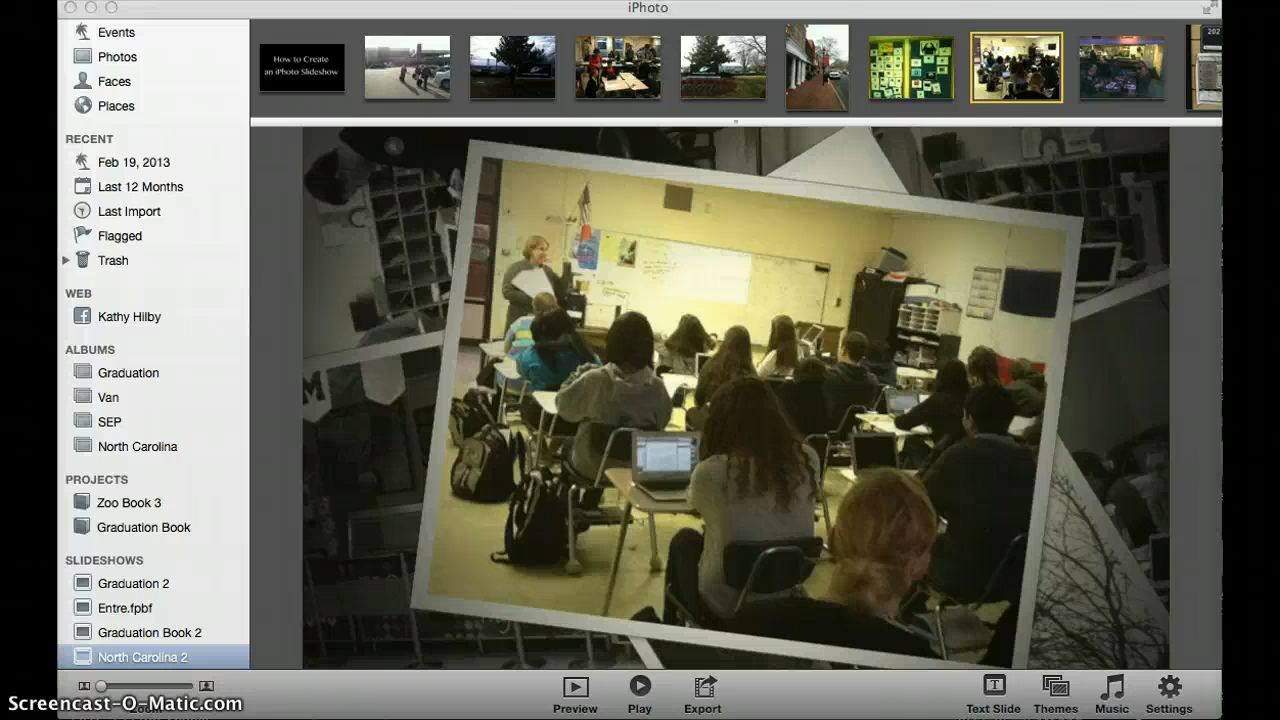 iPhoto
Events
Photos
Faces
Places
RECENT
Feb 19, 2013
Last 12 Months
Last Import
Flagged
Trash
WEB
Kathy Hilby
ALBUMS
Graduation
Van
SEP
North Carolina
PROJECTS
Zoo Book 3
Graduation Book
SLIDESHOWS
Graduation 2
Entre.fpbf
Graduation Book 2
North Carolina 2
How to Create
an iPhoto Slideshow
202
M
Preview
Play
Export
Text Slide
Themes
Music
Settings
Screencast-O-Matic.com